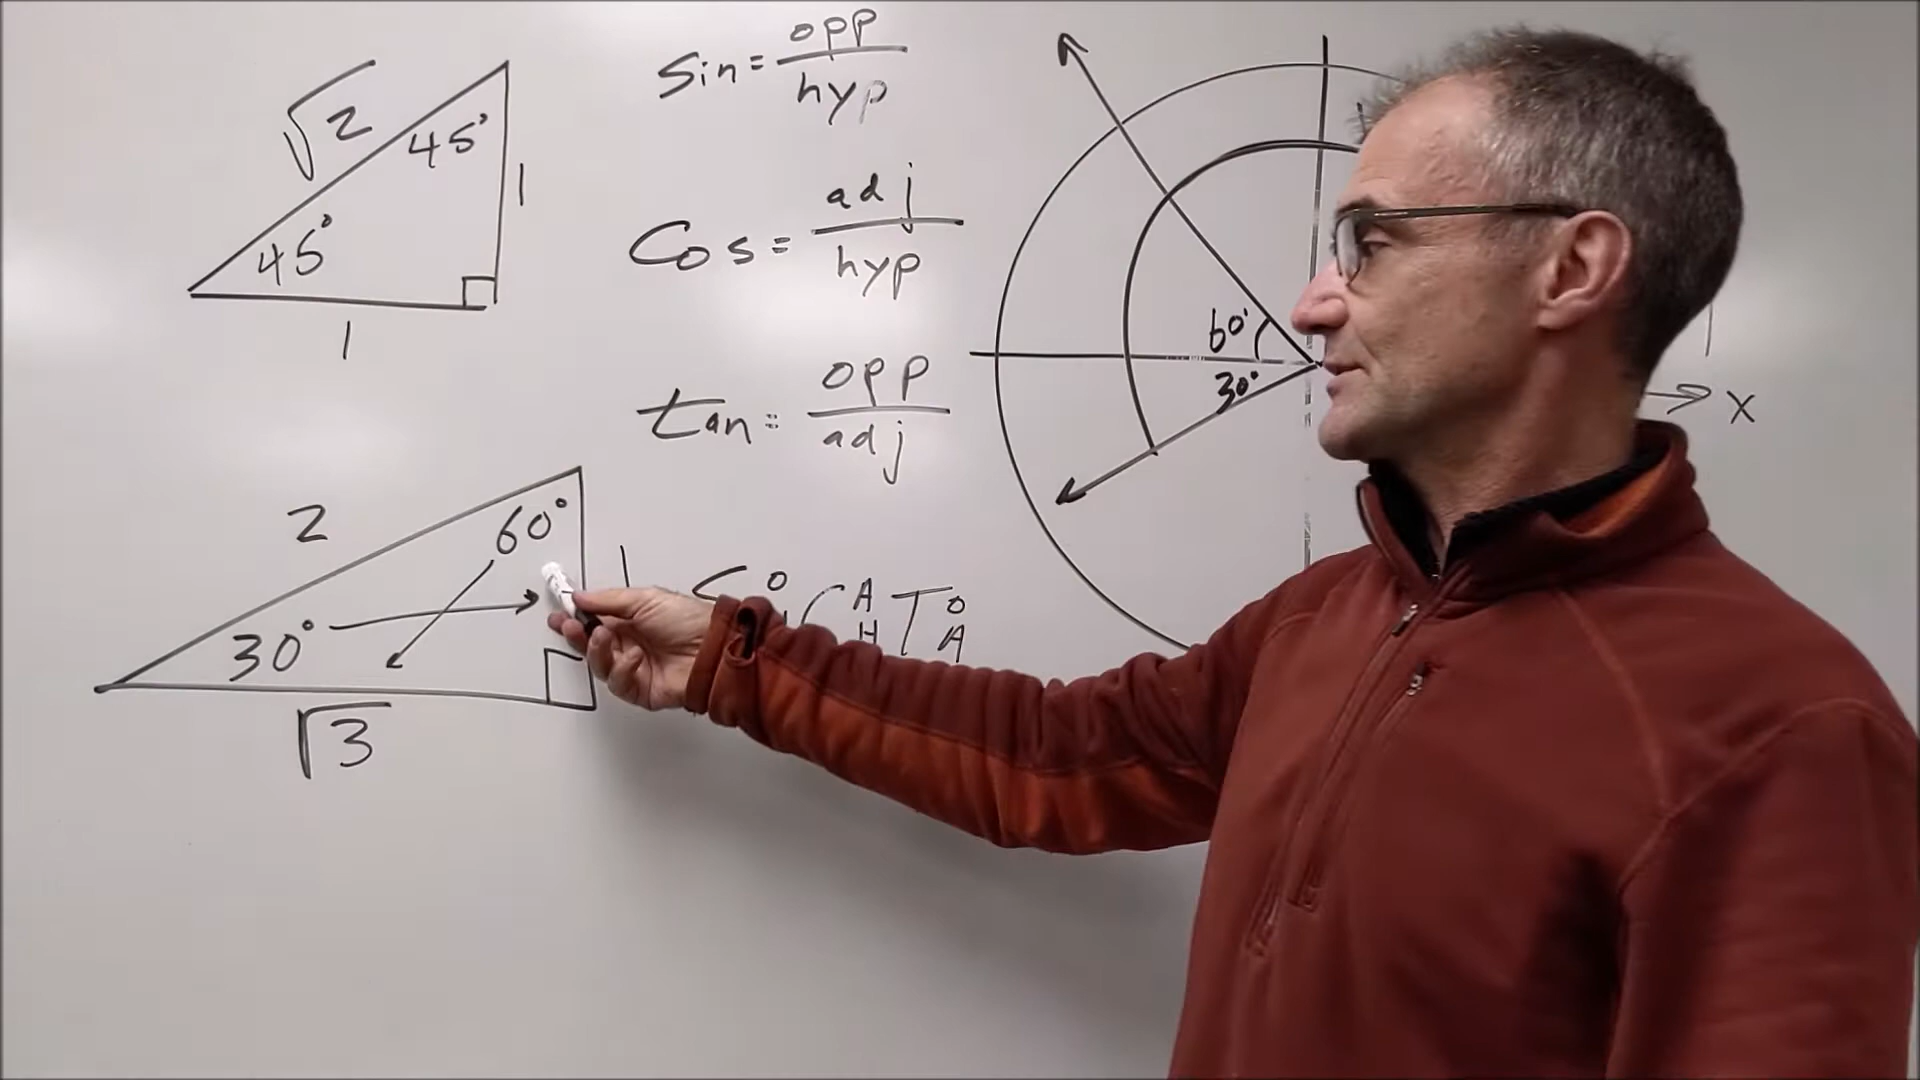 √2
45°
45°
1
1
Sin = opp/hyp
Cos = adj/hyp
tan = opp/adj
60°
30°
x
2
60°
30°
1
√3
S O/H C A/H T O/A